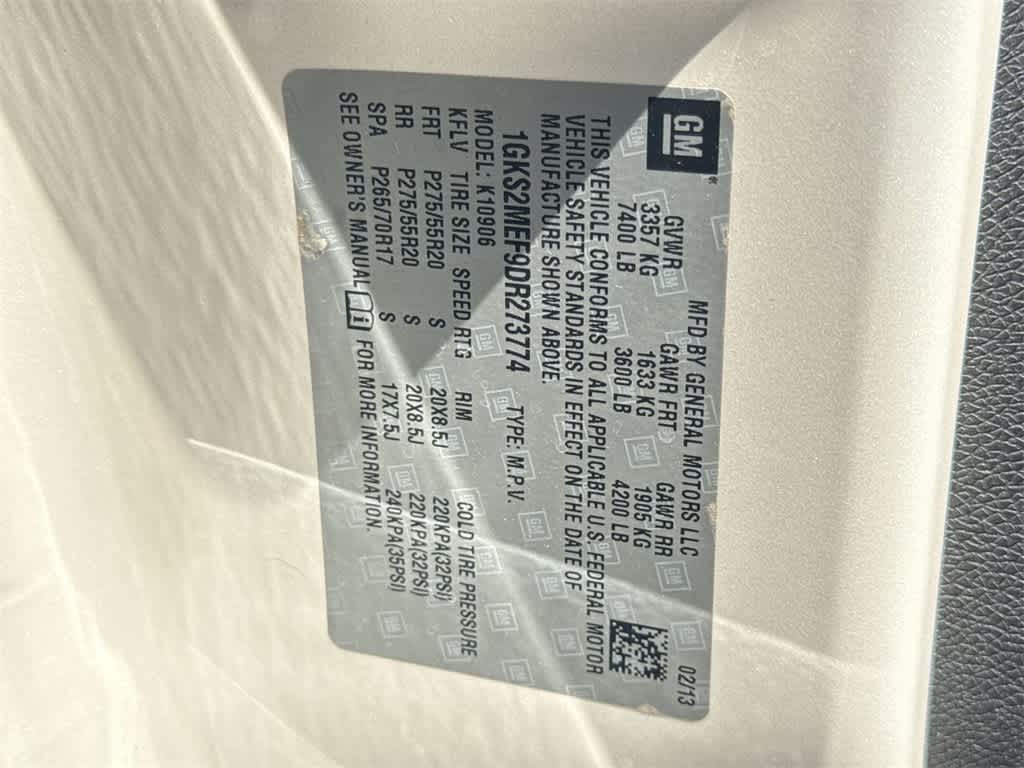 GM
MFD BY GENERAL MOTORS LLC 02/13
GVWR GAWR FRT GAWR RR
3357 KG 1633 KG 1905 KG
7400 LB 3600 LB 4200 LB
THIS VEHICLE CONFORMS TO ALL APPLICABLE U.S. FEDERAL MOTOR
VEHICLE SAFETY STANDARDS IN EFFECT ON THE DATE OF
MANUFACTURE SHOWN ABOVE.
1GKS2MEF9DR273774 TYPE: M.P.V.
MODEL: K10906
KFLV TIRE SIZE SPEED RTG RIM COLD TIRE PRESSURE
FRT P275/55R20 S 20X8.5J 220KPA(32PSI)
RR P275/55R20 S 20X8.5J 220KPA(32PSI)
SPA P265/70R17 S 17X7.5J 240KPA(35PSI)
SEE OWNER'S MANUAL FOR MORE INFORMATION.